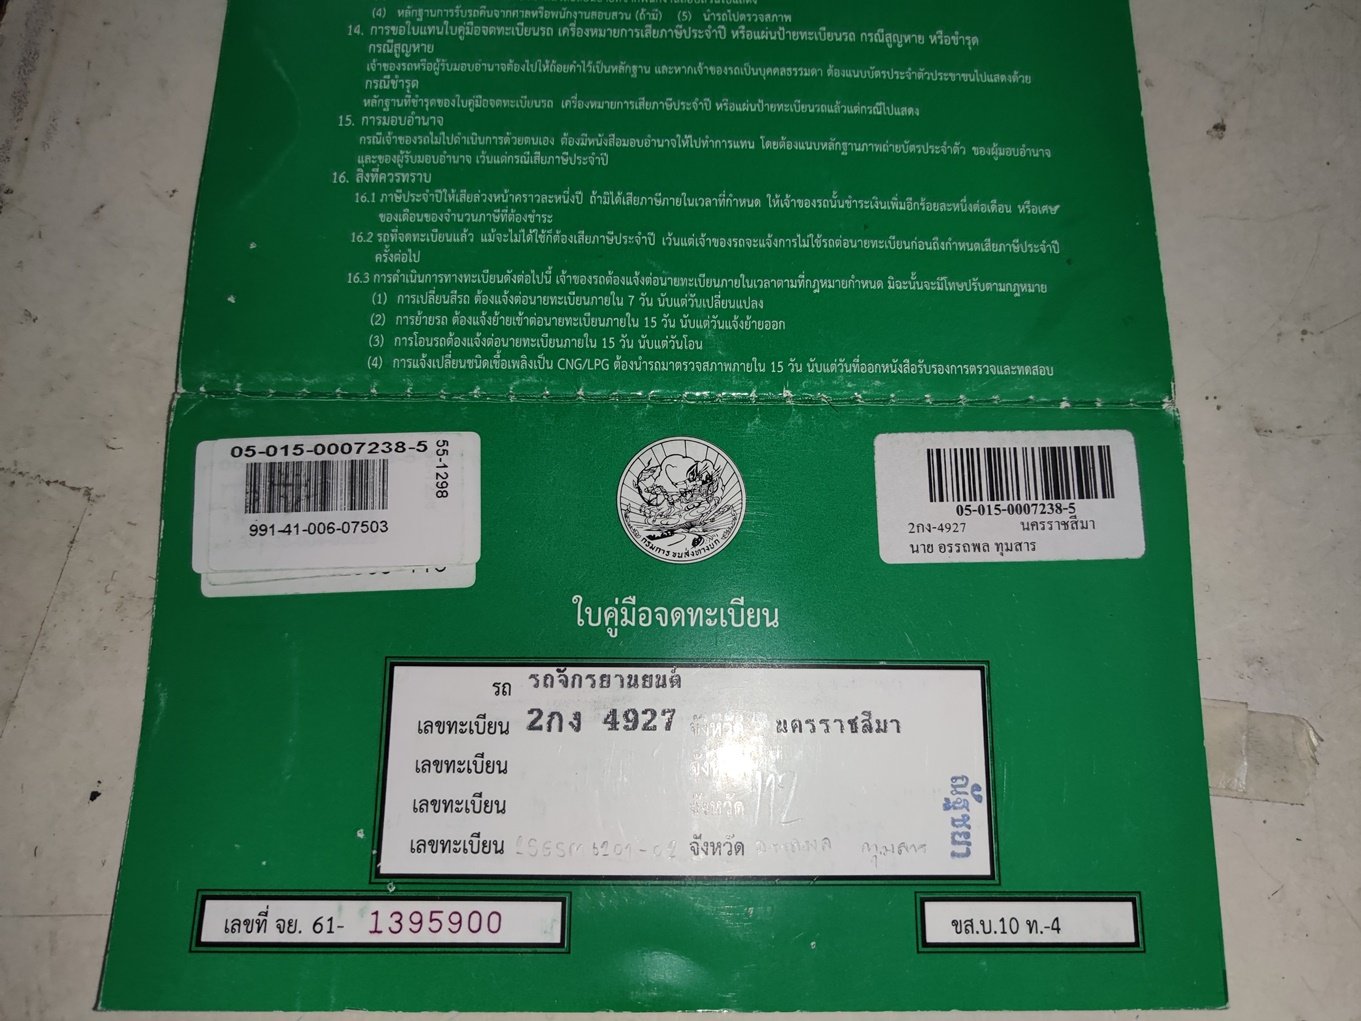 (4) หลักฐานการรับรถคืนจากศาลหรือพนักงานสอบสวน (ถ้ามี) (5) นำรถไปตรวจสภาพ
14. การขอใบแทนใบคู่มือจดทะเบียนรถ เครื่องหมายการเสียภาษีประจำปี หรือแผ่นป้ายทะเบียนรถ กรณีสูญหาย หรือชำรุด
กรณีสูญหาย
เจ้าของรถหรือผู้รับมอบอำนาจต้องไปให้ถ้อยคำไว้เป็นหลักฐาน และหากเจ้าของรถเป็นบุคคลธรรมดา ต้องแนบบัตรประจำตัวประชาชนไปแสดงด้วย
กรณีชำรุด
หลักฐานที่ชำรุดของใบคู่มือจดทะเบียนรถ เครื่องหมายการเสียภาษีประจำปี หรือแผ่นป้ายทะเบียนรถแล้วแต่กรณีไปแสดง
15. การมอบอำนาจ
กรณีเจ้าของรถไม่ไปดำเนินการด้วยตนเอง ต้องมีหนังสือมอบอำนาจให้ไปทำการแทน โดยต้องแนบหลักฐานภาพถ่ายบัตรประจำตัว ของผู้มอบอำนาจ
และของผู้รับมอบอำนาจ เว้นแต่กรณีเสียภาษีประจำปี
16. สิ่งที่ควรทราบ
16.1 ภาษีประจำปีให้เสียล่วงหน้าคราวละหนึ่งปี ถ้ามิได้เสียภาษีภายในเวลาที่กำหนด ให้เจ้าของรถนั้นชำระเงินเพิ่มอีกร้อยละหนึ่งต่อเดือน หรือเศษ
ของเดือนของจำนวนภาษีที่ต้องชำระ
16.2 รถที่จดทะเบียนแล้ว แม้จะไม่ได้ใช้ก็ต้องเสียภาษีประจำปี เว้นแต่เจ้าของรถจะแจ้งการไม่ใช้รถต่อนายทะเบียนก่อนถึงกำหนดเสียภาษีประจำปี
ครั้งต่อไป
16.3 การดำเนินการทางทะเบียนดังต่อไปนี้ เจ้าของรถต้องแจ้งต่อนายทะเบียนภายในเวลาตามที่กฎหมายกำหนด มิฉะนั้นจะมีโทษปรับตามกฎหมาย
(1) การเปลี่ยนสีรถ ต้องแจ้งต่อนายทะเบียนภายใน 7 วัน นับแต่วันเปลี่ยนแปลง
(2) การย้ายรถ ต้องแจ้งย้ายเข้าต่อนายทะเบียนภายใน 15 วัน นับแต่วันแจ้งย้ายออก
(3) การโอนรถต้องแจ้งต่อนายทะเบียนภายใน 15 วัน นับแต่วันโอน
(4) การแจ้งเปลี่ยนชนิดเชื้อเพลิงเป็น CNG/LPG ต้องนำรถมาตรวจสภาพภายใน 15 วัน นับแต่วันที่ออกหนังสือรับรองการตรวจและทดสอบ
05-015-0007238-5
55-1298
991-41-006-07503
กรมการขนส่งทางบก
05-015-0007238-5
2กง-4927 นครราชสีมา
นาย อรรถพล ทุมสาร
ใบคู่มือจดทะเบียน
รถ รถจักรยานยนต์
เลขทะเบียน 2กง 4927 จังหวัด นครราชสีมา
เลขทะเบียน จังหวัด
เลขทะเบียน จังหวัด
เลขทะเบียน จังหวัด ทุมสาร
ณัฐชยา
เลขที่ จย. 61- 1395900
ขส.บ.10 ท.-4